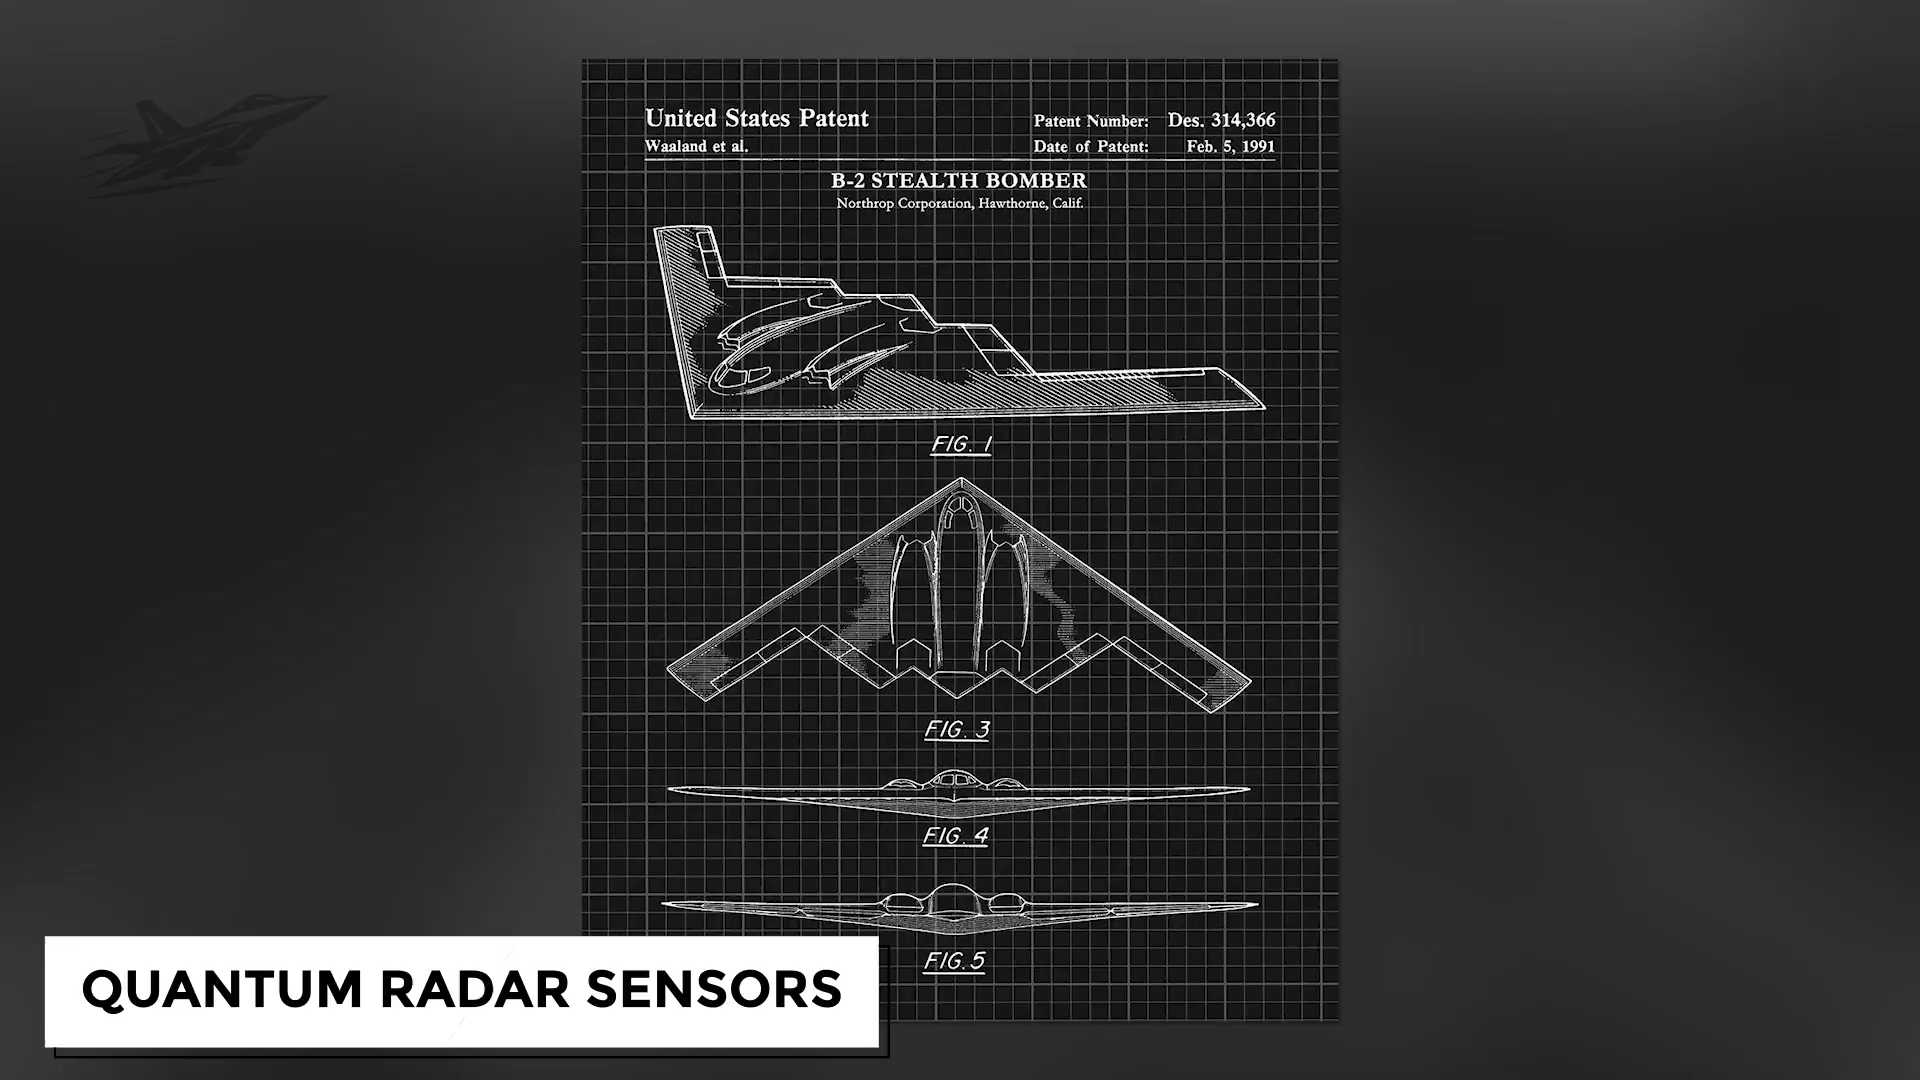 United States Patent
Patent Number: Des. 314,366
Waaland et al.
Date of Patent: Feb. 5, 1991
B-2 STEALTH BOMBER
Northrop Corporation, Hawthorne, Calif.
FIG. 1
FIG. 3
FIG. 4
FIG. 5
QUANTUM RADAR SENSORS